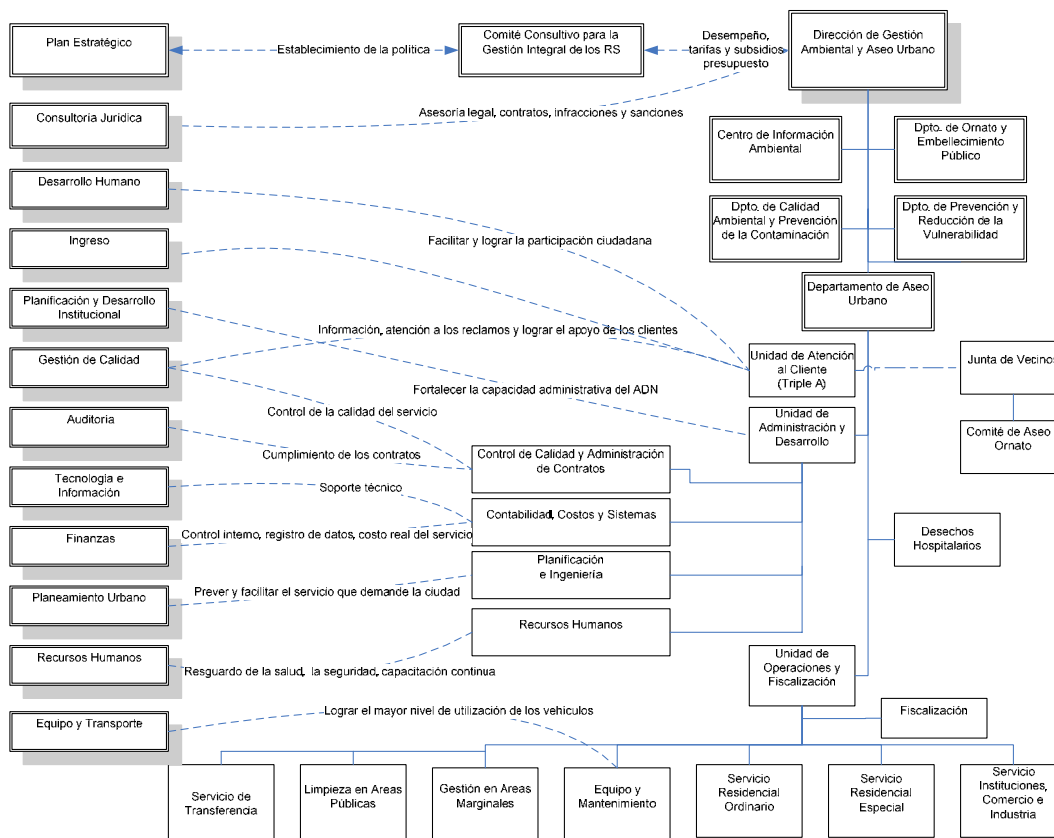 Plan Estratégico
Establecimiento de la política
Comité Consultivo para la
Gestión Integral de los RS
Desempeño,
tarifas y subsidios
presupuesto
Dirección de Gestión
Ambiental y Aseo Urbano
Consultoria Juridica
Asesoria legal, contratos, infracciones y sanciones
Centro de Información
Ambiental
Dpto. de Ornato y
Embellecimiento
Público
Desarrollo Humano
Dpto. de Calidad
Ambiental y Prevención
de la Contaminación
Dpto. de Prevención y
Reducción de la
Vulnerabilidad
Ingreso
Facilitar y lograr la participación ciudadana
Departamento de Aseo
Urbano
Planificación y Desarrollo
Institucional
Información, atención a los reclamos y lograr el apoyo de los clientes
Gestión de Calidad
Unidad de Atención
al Cliente
(Triple A)
Junta de Vecinos
Fortalecer la capacidad administrativa del ADN
Control de la calidad del servicio
Auditoria
Unidad de
Administración y
Desarrollo
Comité de Aseo
Ornato
Cumplimiento de los contratos
Control de Calidad y Administración
de Contratos
Tecnologia e
Información
Soporte técnico
Contabilidad, Costos y Sistemas
Finanzas
Control interno, registro de datos, costo real del servicio
Desechos
Hospitalarios
Planificación
e Ingeniería
Planeamiento Urbano
Prever y facilitar el servicio que demande la ciudad
Recursos Humanos
Recursos Humanos
Resguardo de la salud, la seguridad, capacitación continua
Unidad de
Operaciones y
Fiscalización
Equipo y Transporte
Lograr el mayor nivel de utilización de los vehículos
Fiscalización
Servicio de
Transferencia
Limpieza en Areas
Públicas
Gestión en Areas
Marginales
Equipo y
Mantenimiento
Servicio
Residencial
Ordinario
Servicio
Residencial
Especial
Servicio
Instituciones,
Comercio e
Industria